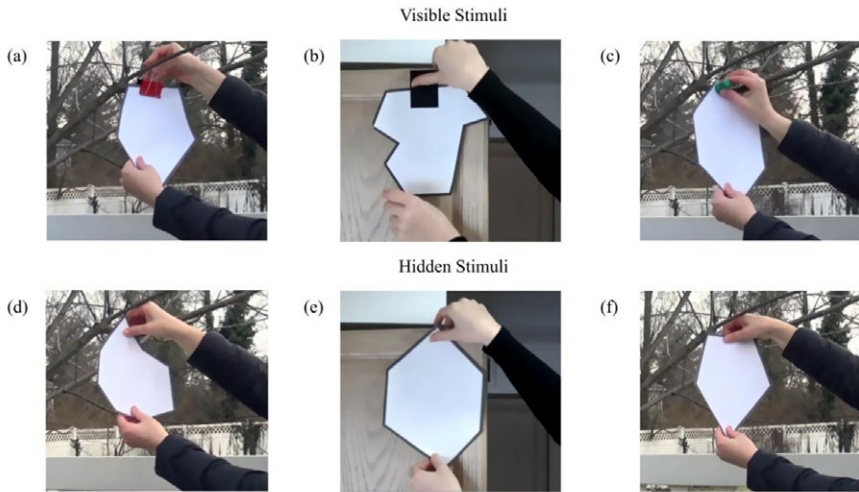 Visible Stimuli
(a)
(b)
(c)
Hidden Stimuli
(d)
(e)
(f)